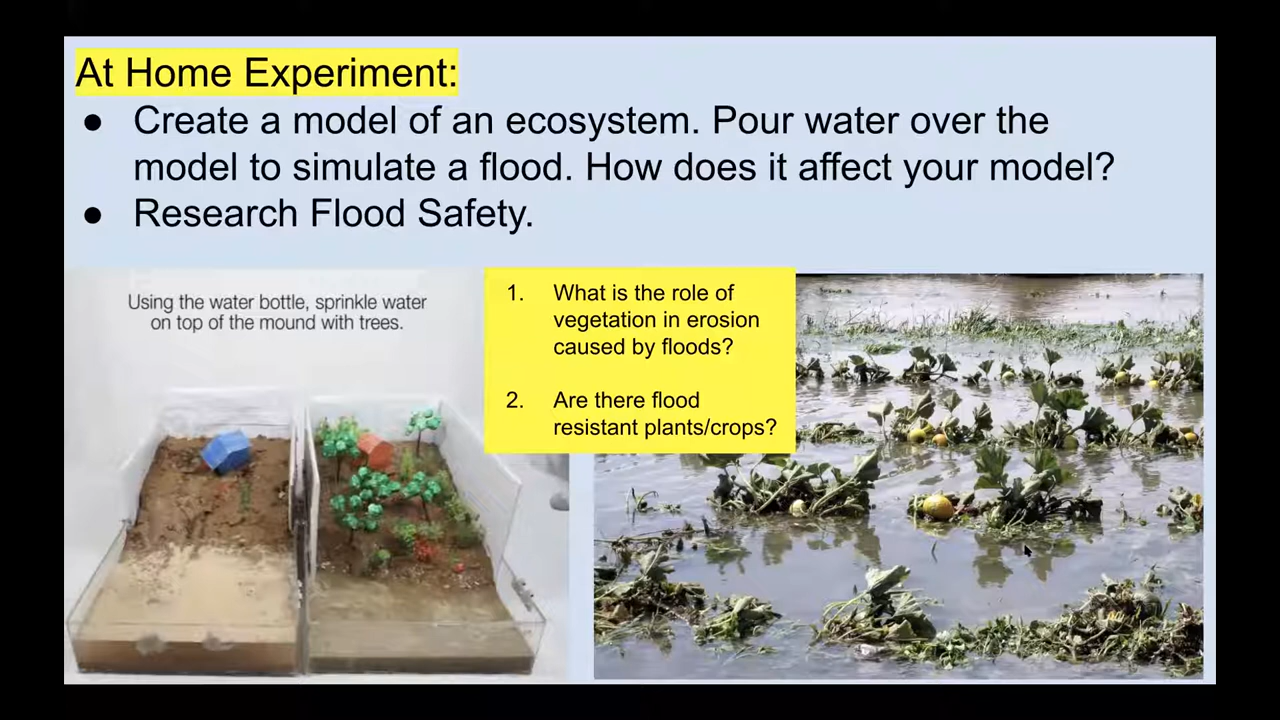 At Home Experiment:
● Create a model of an ecosystem. Pour water over the
model to simulate a flood. How does it affect your model?
● Research Flood Safety.
Using the water bottle, sprinkle water
on top of the mound with trees.
1. What is the role of
vegetation in erosion
caused by floods?
2. Are there flood
resistant plants/crops?